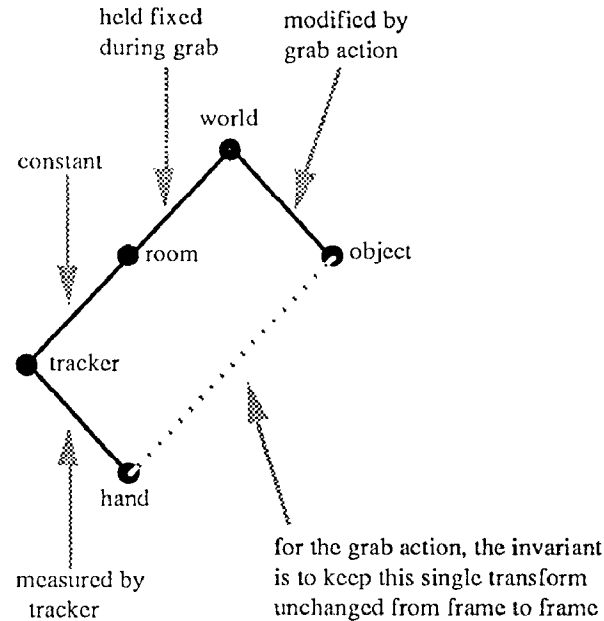 held fixed
during grab
modified by
grab action
world
constant
room
object
tracker
hand
measured by
tracker
for the grab action, the invariant
is to keep this single transform
unchanged from frame to frame